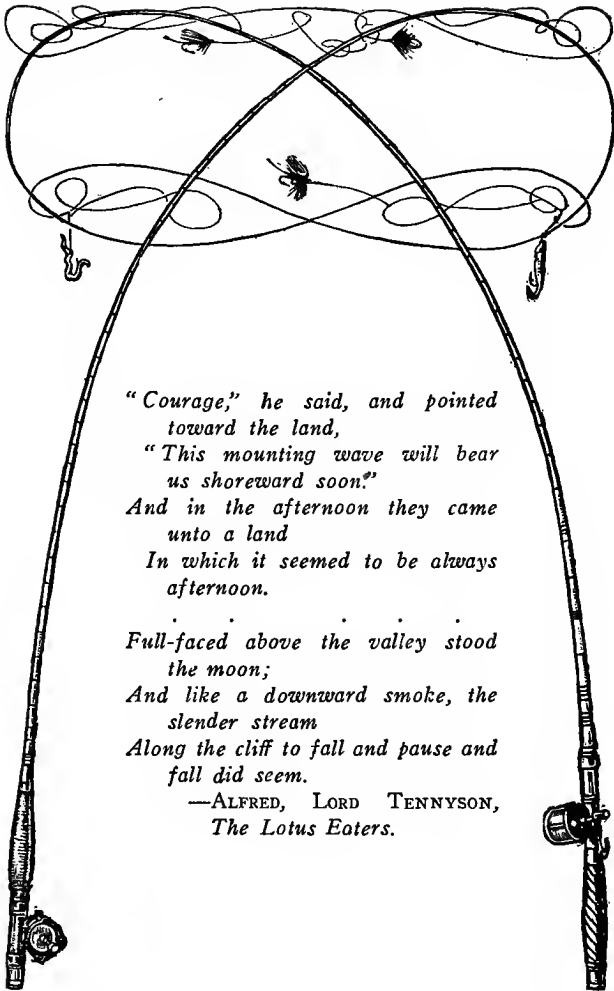 “Courage,” he said, and pointed
toward the land,
“This mounting wave will bear
us shoreward soon.”
And in the afternoon they came
unto a land
In which it seemed to be always
afternoon.
. . . . .
Full-faced above the valley stood
the moon;
And like a downward smoke, the
slender stream
Along the cliff to fall and pause and
fall did seem.
—ALFRED, LORD TENNYSON,
The Lotus Eaters.